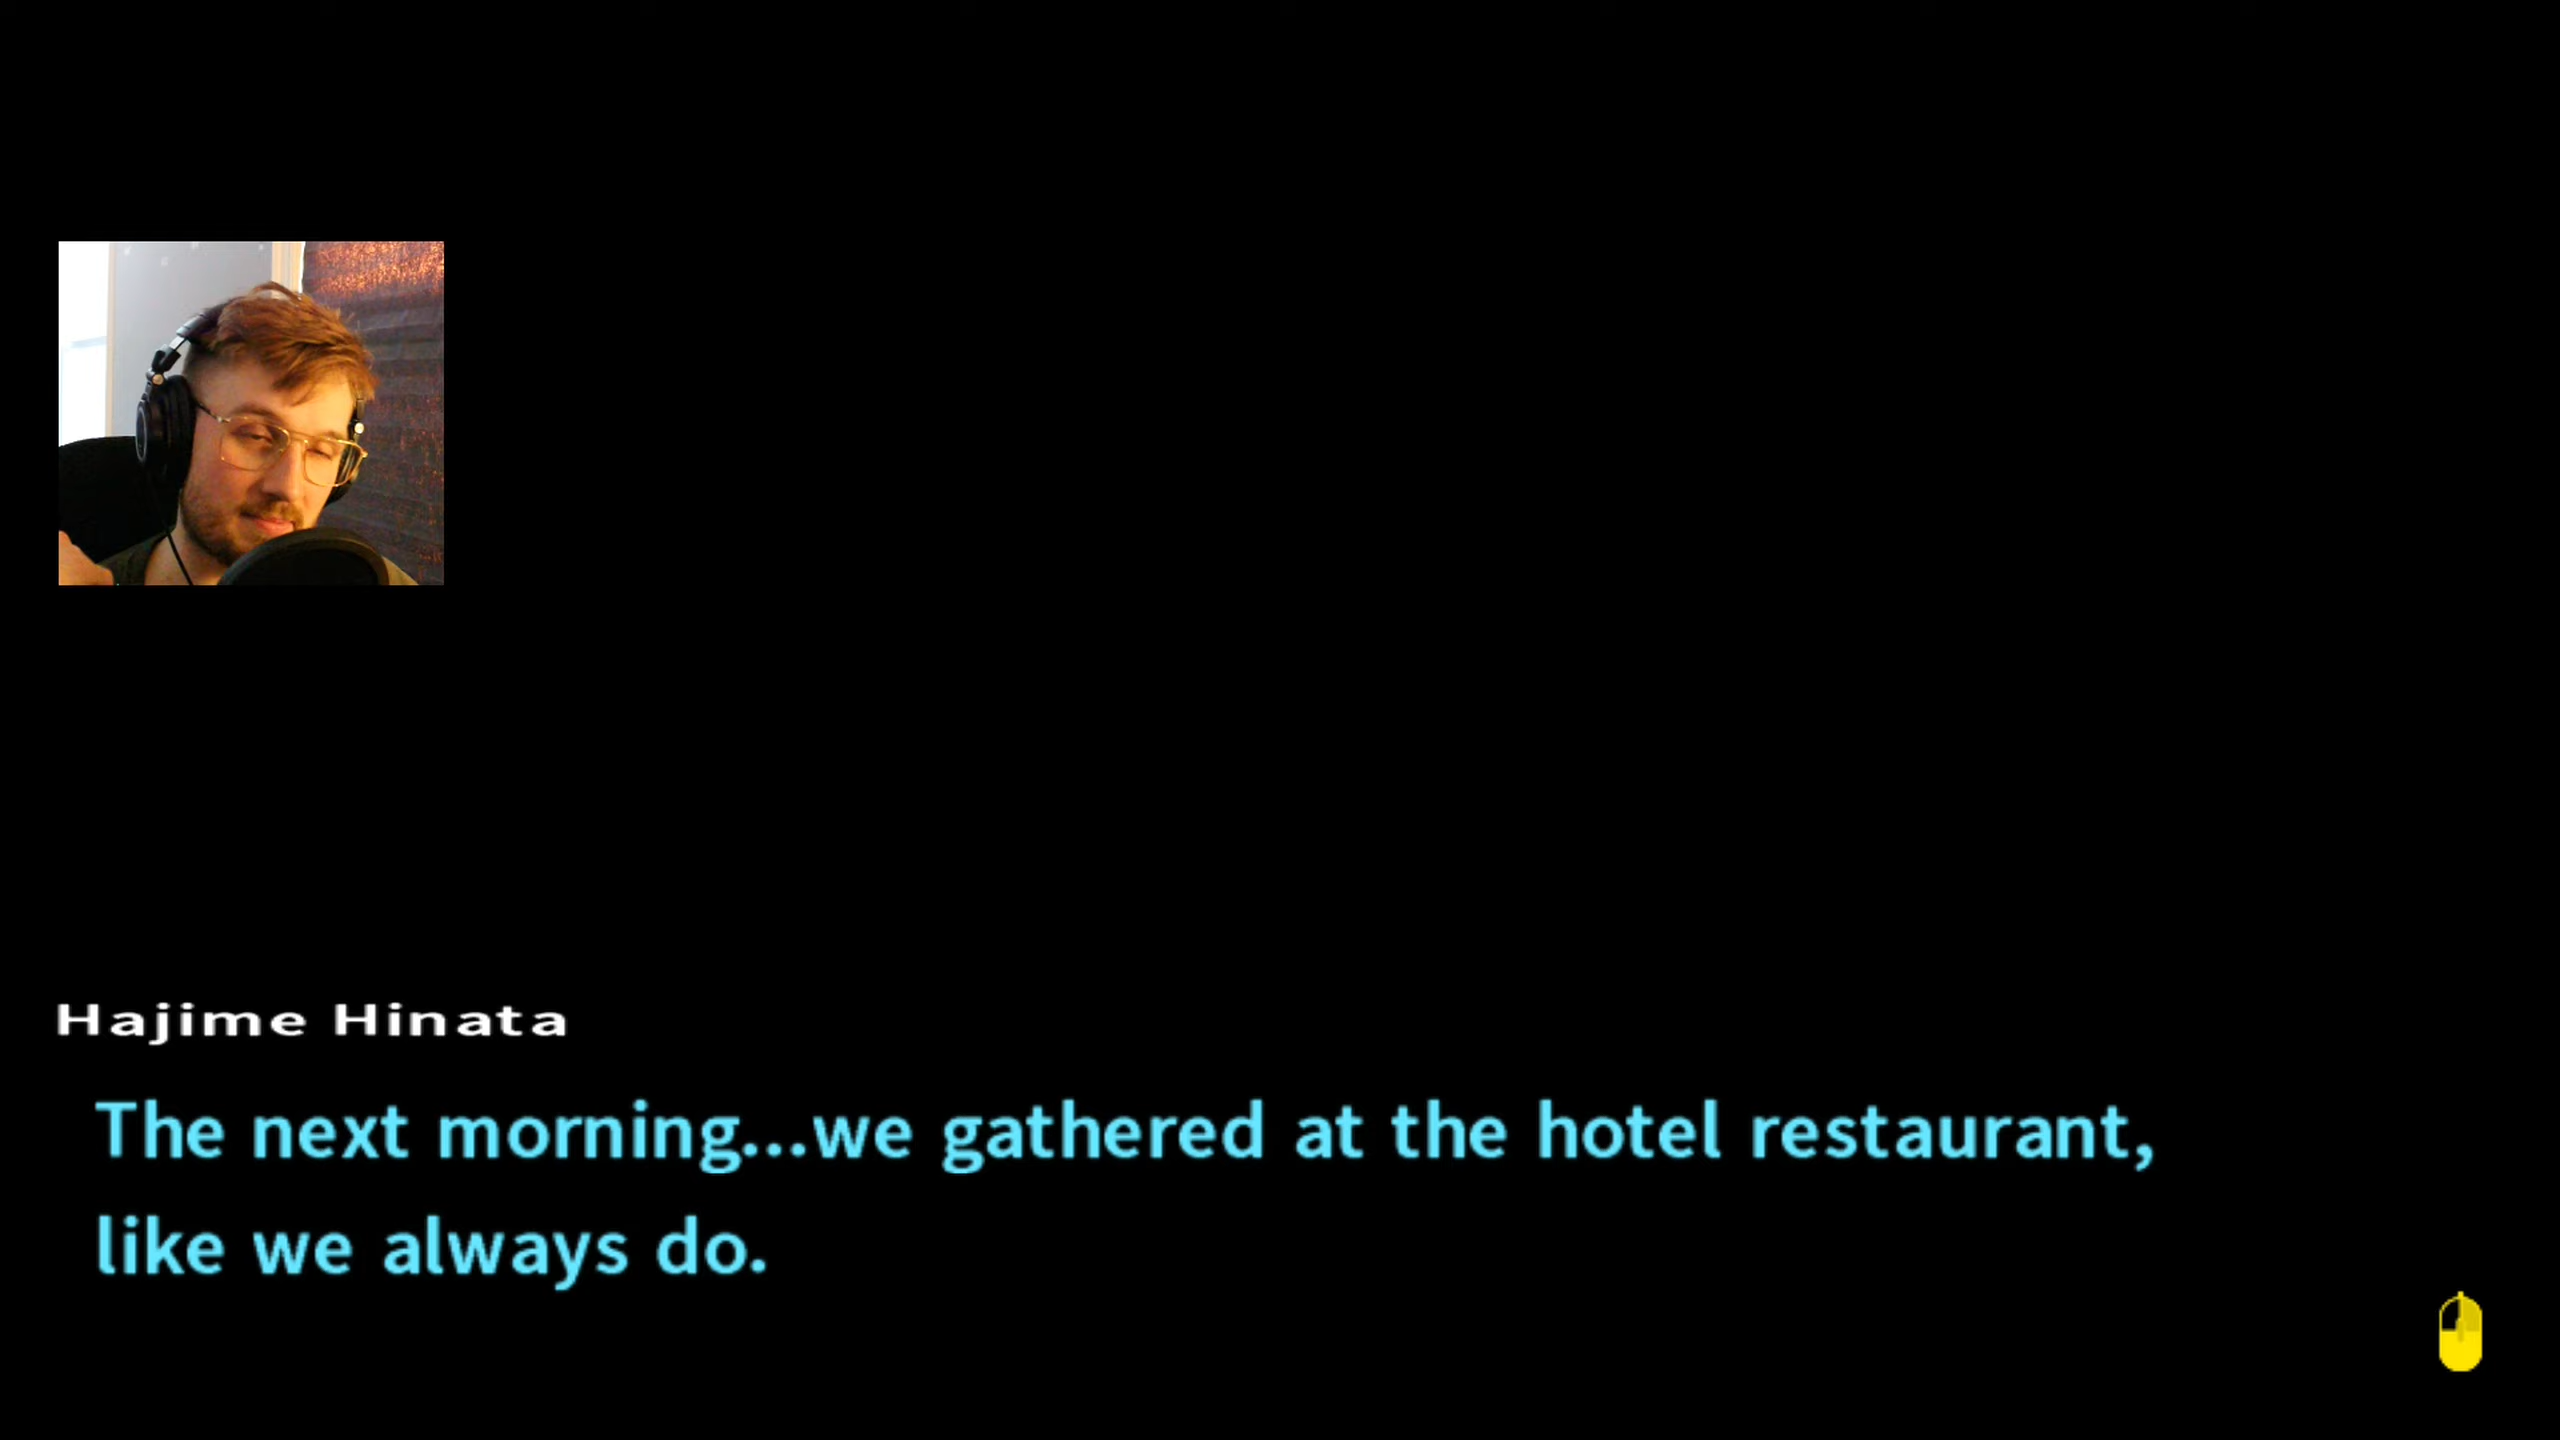 Hajime Hinata
The next morning...we gathered at the hotel restaurant,
like we always do.